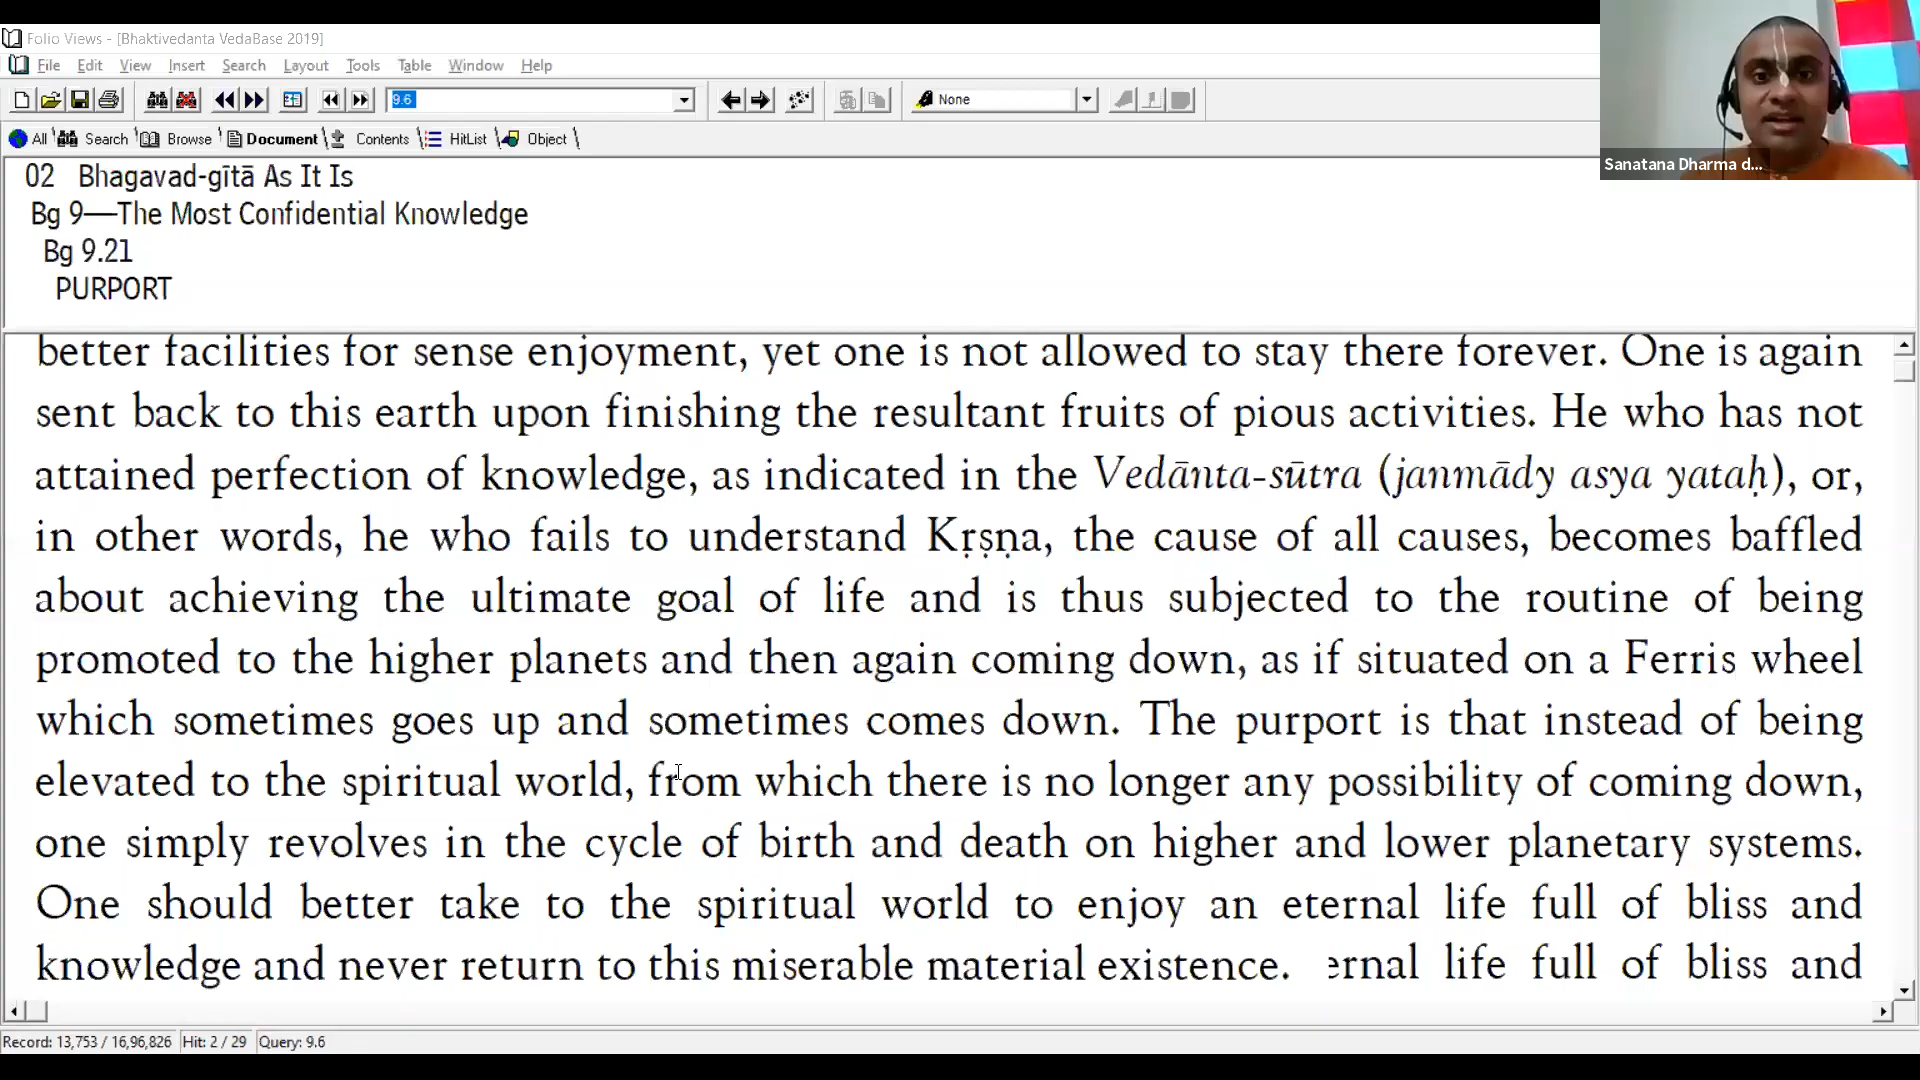 Folio Views - [Bhaktivedanta VedaBase 2019]
File Edit View Insert Search Layout Tools Table Window Help
9.6 None
All Search Browse Document Contents HitList Object
Sanatana Dharma d...
02 Bhagavad-gītā As It Is
Bg 9—The Most Confidential Knowledge
Bg 9.21
PURPORT
better facilities for sense enjoyment, yet one is not allowed to stay there forever. One is again
sent back to this earth upon finishing the resultant fruits of pious activities. He who has not
attained perfection of knowledge, as indicated in the Vedānta-sūtra (janmādy asya yataḥ), or,
in other words, he who fails to understand Kṛṣṇa, the cause of all causes, becomes baffled
about achieving the ultimate goal of life and is thus subjected to the routine of being
promoted to the higher planets and then again coming down, as if situated on a Ferris wheel
which sometimes goes up and sometimes comes down. The purport is that instead of being
elevated to the spiritual world, from which there is no longer any possibility of coming down,
one simply revolves in the cycle of birth and death on higher and lower planetary systems.
One should better take to the spiritual world to enjoy an eternal life full of bliss and
knowledge and never return to this miserable material existence. ernal life full of bliss and
Record: 13,753 / 16,96,826 Hit: 2 / 29 Query: 9.6